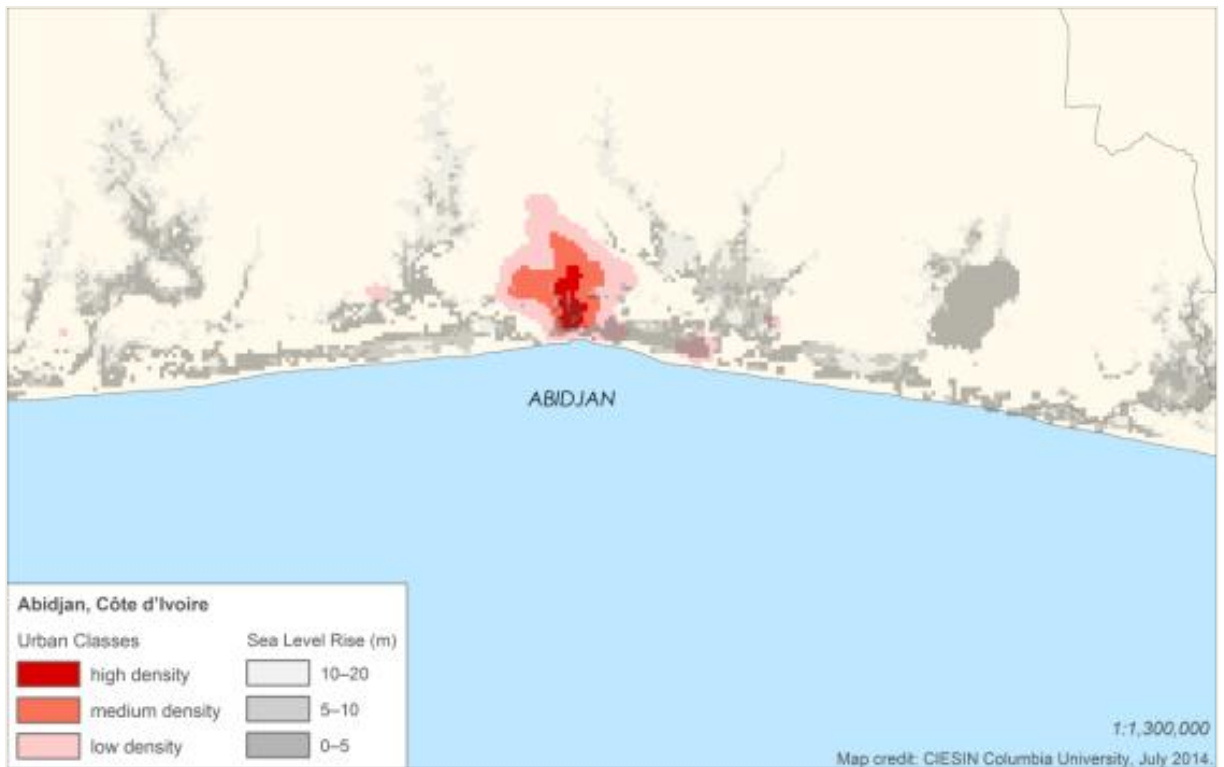 ABIDJAN
Abidjan, Côte d'Ivoire
Urban Classes
high density
medium density
low density
Sea Level Rise (m)
10–20
5–10
0–5
1:1,300,000
Map credit: CIESIN Columbia University, July 2014.